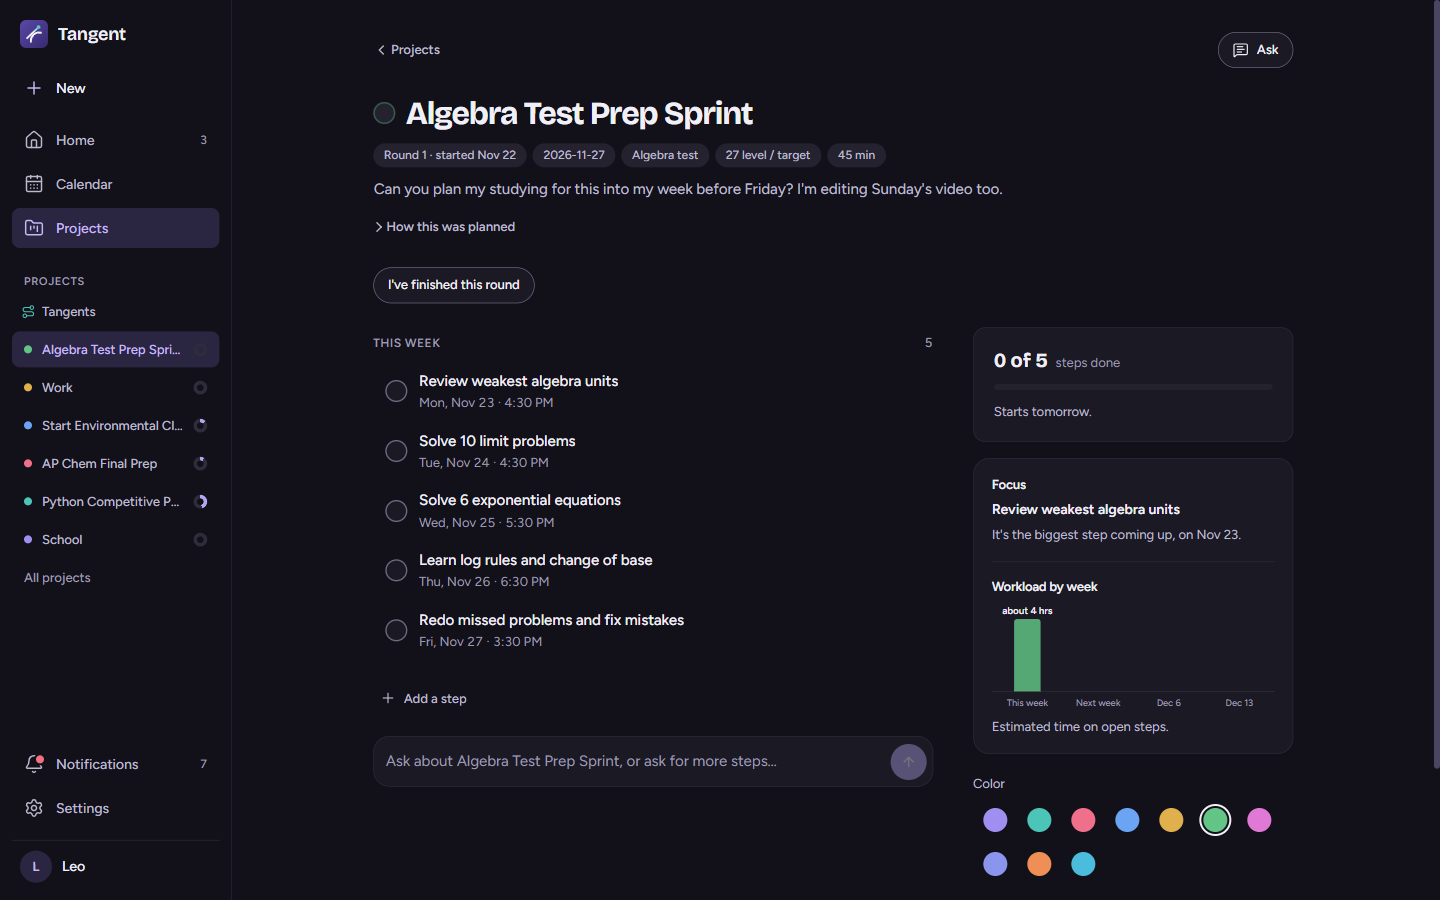 Tangent
New
Home 3
Calendar
Projects
PROJECTS
Tangents
Algebra Test Prep Spri...
Work
Start Environmental Cl...
AP Chem Final Prep
Python Competitive P...
School
All projects
Notifications 7
Settings
L Leo
Projects
Ask
Algebra Test Prep Sprint
Round 1 · started Nov 22 2026-11-27 Algebra test 27 level / target 45 min
Can you plan my studying for this into my week before Friday? I'm editing Sunday's video too.
How this was planned
I've finished this round
THIS WEEK 5
Review weakest algebra units
Mon, Nov 23 · 4:30 PM
Solve 10 limit problems
Tue, Nov 24 · 4:30 PM
Solve 6 exponential equations
Wed, Nov 25 · 5:30 PM
Learn log rules and change of base
Thu, Nov 26 · 6:30 PM
Redo missed problems and fix mistakes
Fri, Nov 27 · 3:30 PM
Add a step
Ask about Algebra Test Prep Sprint, or ask for more steps...
0 of 5 steps done
Starts tomorrow.
Focus
Review weakest algebra units
It's the biggest step coming up, on Nov 23.
Workload by week
about 4 hrs
This week Next week Dec 6 Dec 13
Estimated time on open steps.
Color